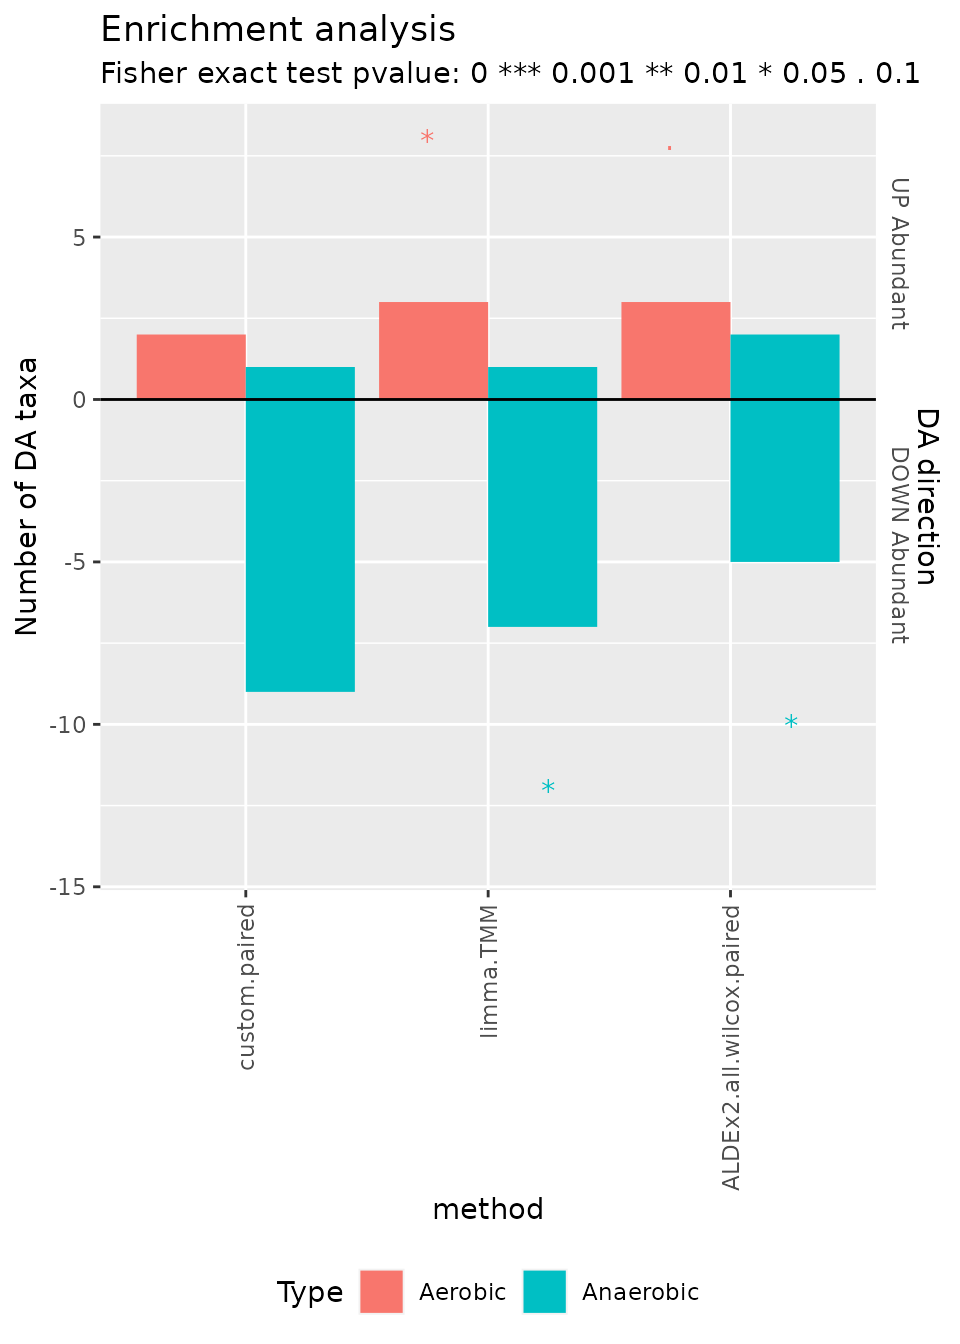 Enrichment analysis
Fisher exact test pvalue: 0 *** 0.001 ** 0.01 * 0.05 . 0.1
*
.
UP Abundant
5
0
-5
-10
-15
Number of DA taxa
DOWN Abundant
DA direction
*
*
custom.paired
limma.TMM
ALDEx2.all.wilcox.paired
method
Type
Aerobic
Anaerobic